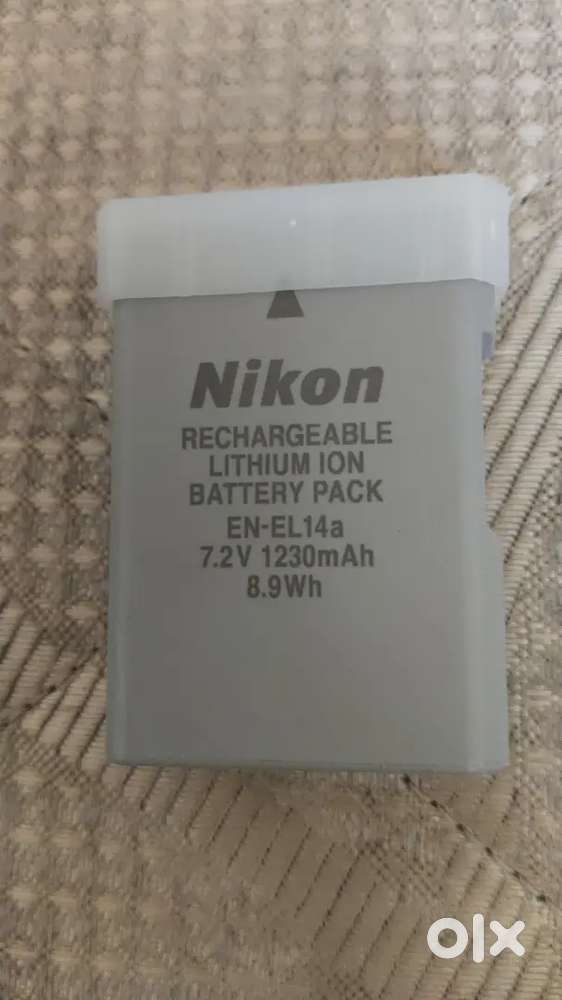 Nikon
RECHARGEABLE
LITHIUM ION
BATTERY PACK
EN-EL14a
7.2V 1230mAh
8.9Wh
olx